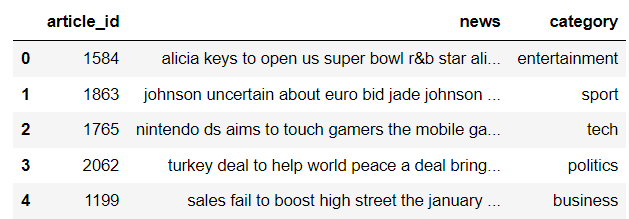 article_id news category
0 1584 alicia keys to open us super bowl r&b star ali... entertainment
1 1863 johnson uncertain about euro bid jade johnson ... sport
2 1765 nintendo ds aims to touch gamers the mobile ga... tech
3 2062 turkey deal to help world peace a deal bring... politics
4 1199 sales fail to boost high street the january ... business